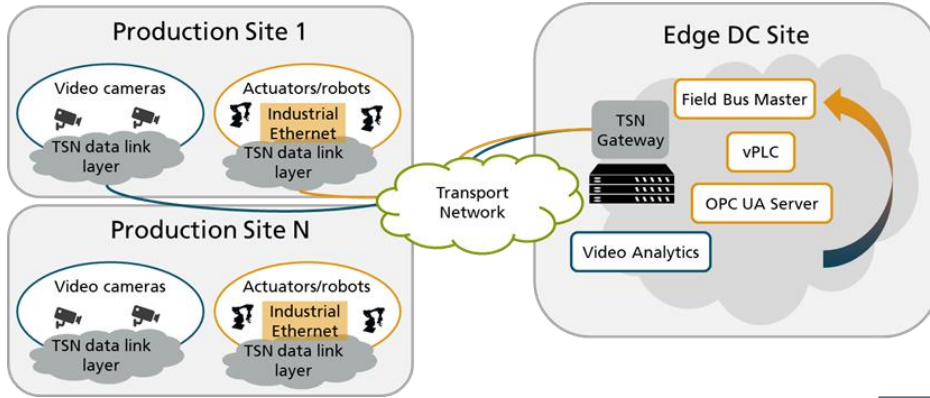 Production Site 1
Video cameras
TSN data link
layer
Actuators/robots
Industrial
Ethernet
TSN data link
layer
Production Site N
Video cameras
TSN data link
layer
Actuators/robots
Industrial
Ethernet
TSN data link
layer
Transport
Network
Edge DC Site
TSN
Gateway
Field Bus Master
vPLC
OPC UA Server
Video Analytics